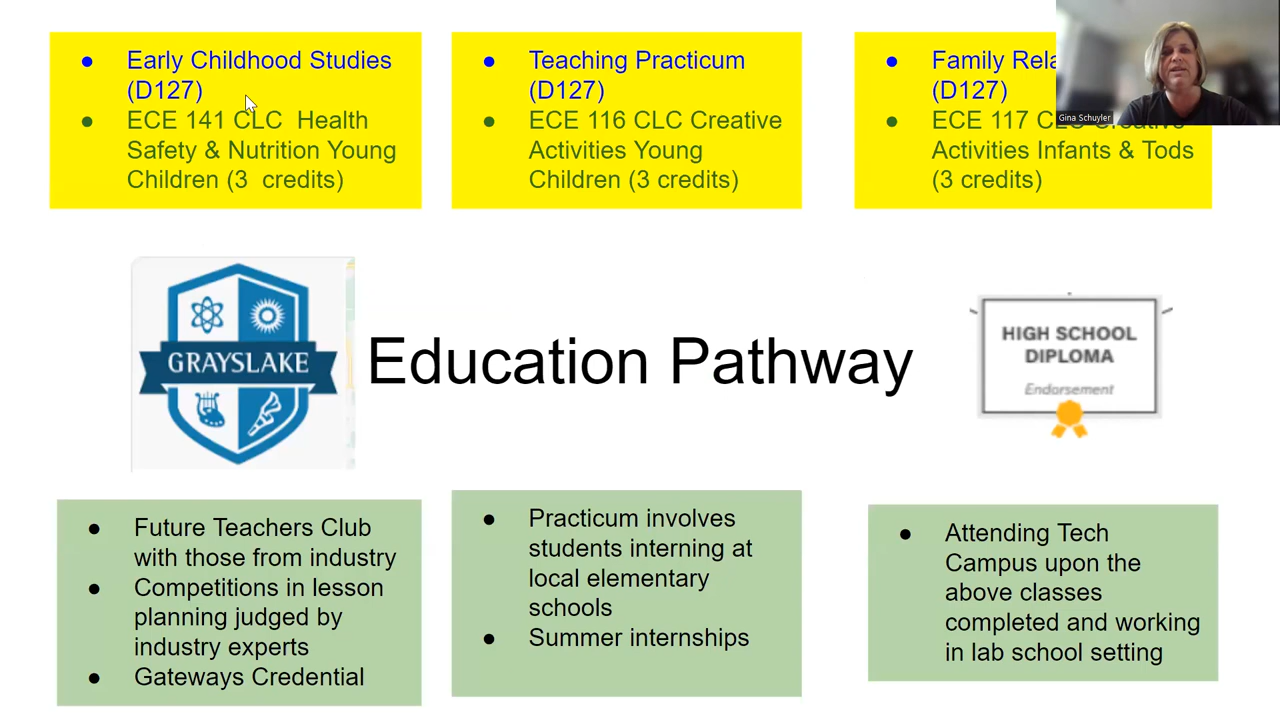 Early Childhood Studies
(D127)
ECE 141 CLC Health
Safety & Nutrition Young
Children (3 credits)
Teaching Practicum
(D127)
ECE 116 CLC Creative
Activities Young
Children (3 credits)
Family
(D127)
ECE 117 CLC Creative
Activities Infants & Tods
(3 credits)
Gina Schuyler
GRAYSLAKE
Education Pathway
HIGH SCHOOL
DIPLOMA
Endorsement
Future Teachers Club
with those from industry
Competitions in lesson
planning judged by
industry experts
Gateways Credential
Practicum involves
students interning at
local elementary
schools
Summer internships
Attending Tech
Campus upon the
above classes
completed and working
in lab school setting